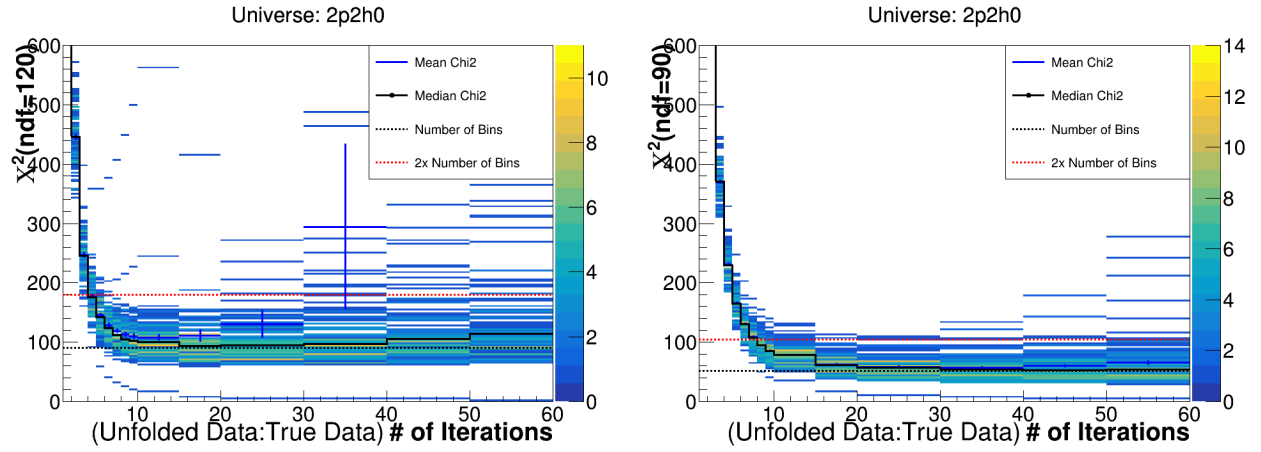 Universe: 2p2h0
600
500
400
300
200
100
0
χ²(ndf=120)
Mean Chi2
Median Chi2
Number of Bins
2x Number of Bins
10
8
6
4
2
0
10 20 30 40 50 60
(Unfolded Data:True Data) # of Iterations
Universe: 2p2h0
600
500
400
300
200
100
0
χ²(ndf=90)
Mean Chi2
Median Chi2
Number of Bins
2x Number of Bins
14
12
10
8
6
4
2
0
10 20 30 40 50 60
(Unfolded Data:True Data) # of Iterations